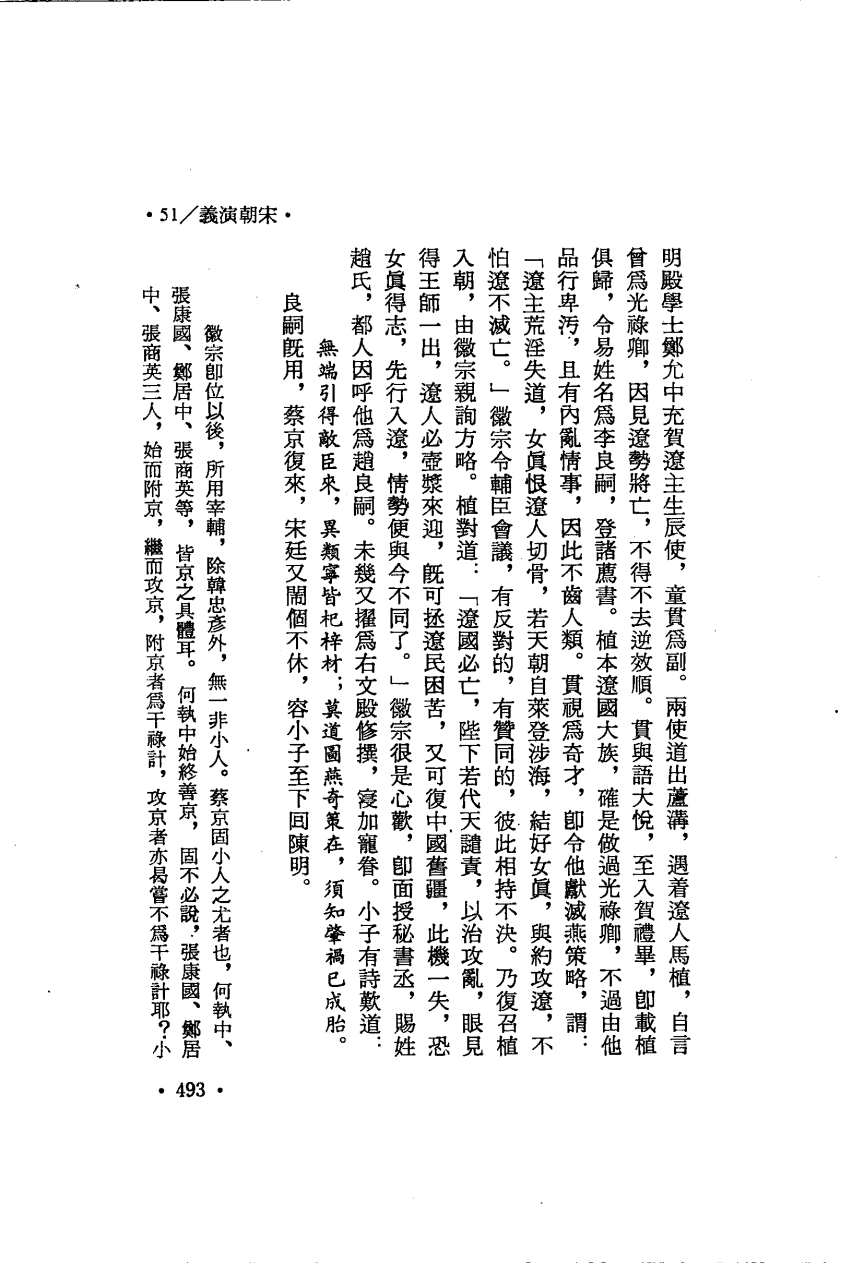 •51／義演朝宋•
明殿學士鄭允中充賀遼主生辰使，童貫爲副。兩使道出蘆溝，遇着遼人馬植，自言
曾爲光祿卿，因見遼勢將亡，不得不去逆效順。貫與語大悅，至入賀禮畢，卽載植
俱歸，令易姓名爲李良嗣，登諸薦書。植本遼國大族，確是做過光祿卿，不過由他
品行卑汚，且有內亂情事，因此不齒人類。貫視爲奇才，卽令他獻滅燕策略，謂：
「遼主荒淫失道，女眞恨遼人切骨，若天朝自萊登涉海，結好女眞，與約攻遼，不
怕遼不滅亡。」徽宗令輔臣會議，有反對的，有贊同的，彼此相持不決。乃復召植
入朝，由徽宗親詢方略。植對道：「遼國必亡，陛下若代天譴責，以治攻亂，眼見
得王師一出，遼人必壺漿來迎，旣可拯遼民困苦，又可復中國舊疆，此機一失，恐
女眞得志，先行入遼，情勢便與今不同了。」徽宗很是心歡，卽面授秘書丞，賜姓
趙氏，都人因呼他爲趙良嗣。未幾又擢爲右文殿修撰，寖加寵眷。小子有詩歎道：
無端引得敵臣來，異類寧皆杞梓材；莫道圖燕奇策在，須知肇禍已成胎。
良嗣旣用，蔡京復來，宋廷又鬧個不休，容小子至下回陳明。
徽宗卽位以後，所用宰輔，除韓忠彥外，無一非小人。蔡京固小人之尤者也，何執中、
張康國、鄭居中、張商英等，皆京之具體耳。何執中始終善京，固不必說，張康國、鄭居
中、張商英三人，始而附京，繼而攻京，附京者爲干祿計，攻京者亦曷嘗不爲干祿計耶？小
•493•